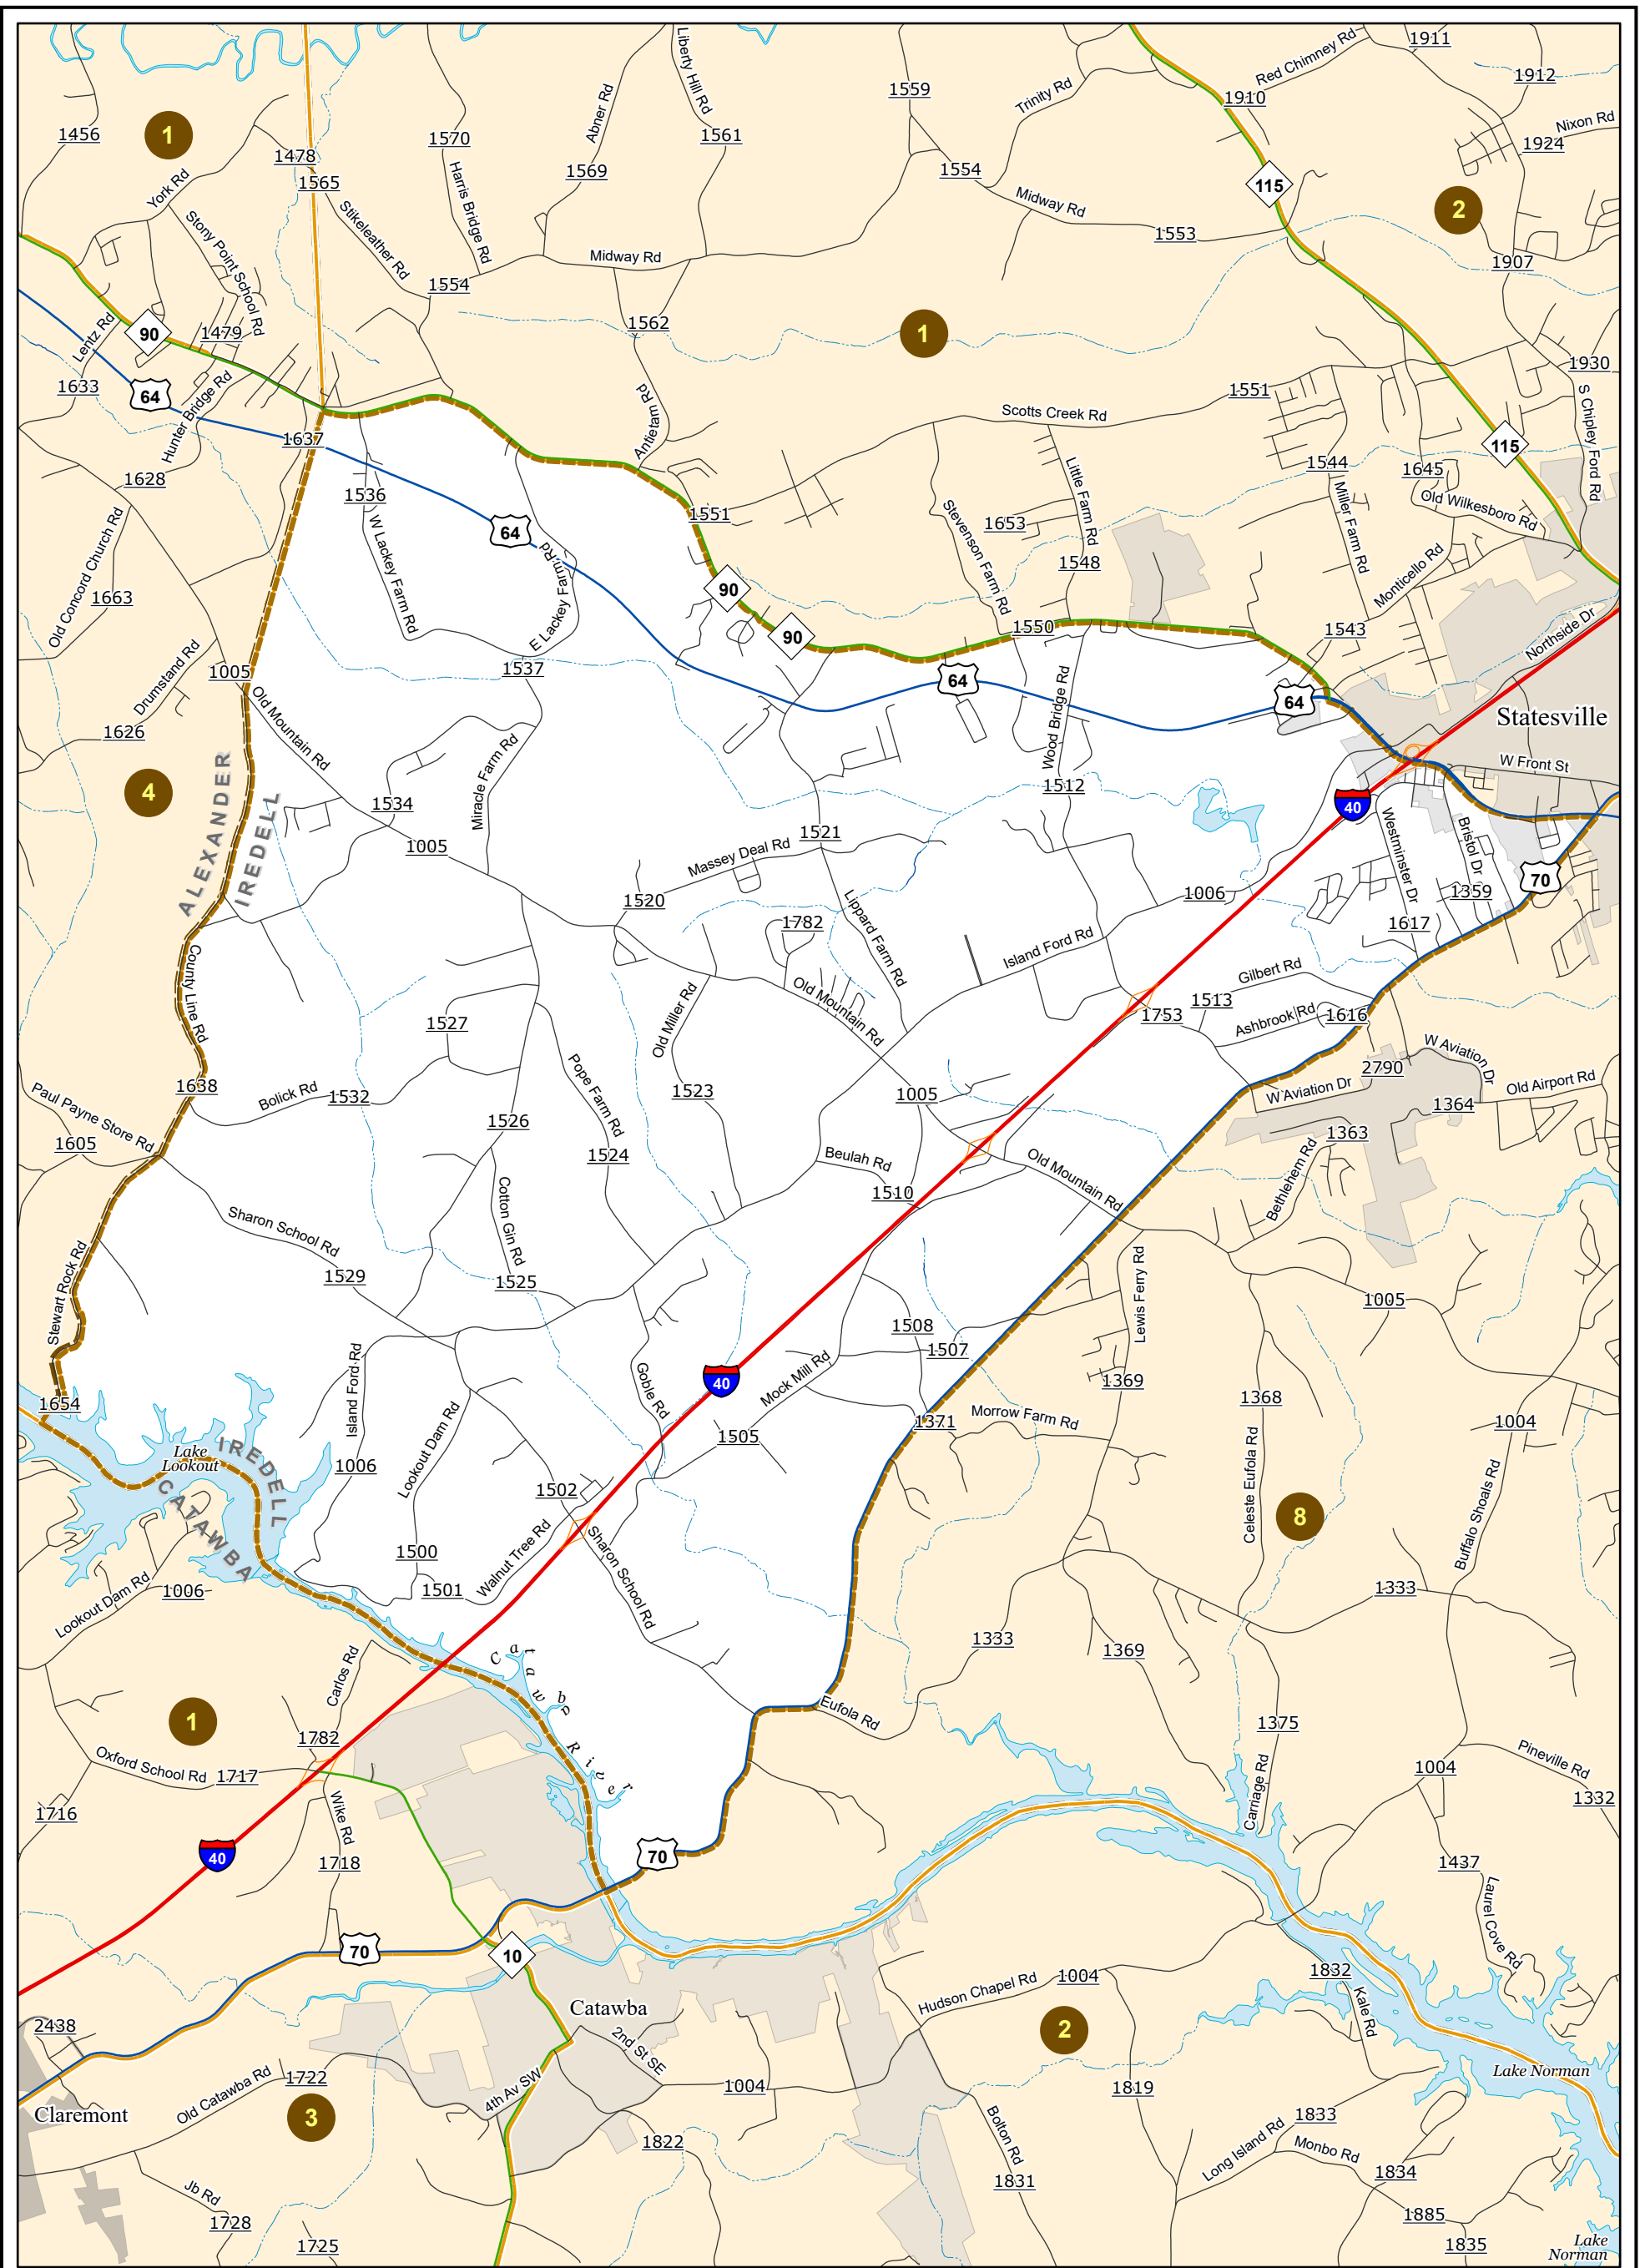 1911
Red Chimney Rd
Liberty Hill Rd
1912
1559
Trinity Rd
1910
Abner Rd
Nixon Rd
1456
1
1570
1561
1924
1478
1569
1554
1565
York Rd
115
Harris Bridge Rd
Midway Rd
2
Stikeleather Rd
Stony Point School Rd
1553
Midway Rd
1907
1554
1562
1
90
1479
Lentz Rd
1633
64
Hunter Bridge Rd
1930
1551
S Chipley Ford Rd
Antietam Rd
Scotts Creek Rd
1637
115
1628
1544
1645
Little Farm Rd
1536
Old Wilkesboro Rd
1551
Miller Farm Rd
W Lackey Farm Rd
64
1653
Stevenson Farm Rd
Old Concord Church Rd
1548
Monticello Rd
E Lackey Farm Rd
90
1663
1550
1543
90
Northside Dr
Drumstand Rd
1005
1537
64
64
Old Mountain Rd
Wood Bridge Rd
Statesville
1626
Miracle Farm Rd
W Front St
4
ALEXANDER
IREDELL
1512
1534
40
1521
Westminster Dr
Bristol Dr
1005
Massey Deal Rd
70
1520
1006
1359
Lippard Farm Rd
1782
1617
County Line Rd
Island Ford Rd
Gilbert Rd
Old Miller Rd
Old Mountain Rd
1513
1527
1753
Ashbrook Rd
1616
Pope Farm Rd
W Aviation Dr
2790
1638
Bolick Rd
1532
1523
1005
W Aviation Dr
Old Airport Rd
Paul Payne Store Rd
1526
1364
1605
1363
1524
Beulah Rd
Old Mountain Rd
Bethlehem Rd
1510
Cotton Gin Rd
Sharon School Rd
1529
1525
Stewart Rock Rd
Lewis Ferry Rd
1005
1508
1507
Island Ford Rd
Goble Rd
40
Mock Mill Rd
1369
1654
1368
Lookout Dam Rd
1371
Morrow Farm Rd
1004
IREDELL
Lake
Lookout
1505
1006
Celeste Eufola Rd
CATAWBA
1502
Buffalo Shoals Rd
8
Walnut Tree Rd
1500
Sharon School Rd
Lookout Dam Rd
1006
1501
1333
Catawba River
1333
1369
Carlos Rd
1
Eufola Rd
1782
1375
Oxford School Rd
1717
Pineville Rd
1004
1716
Wike Rd
Carriage Rd
1332
40
1718
70
1437
Laurel Cove Rd
70
10
1832
Hudson Chapel Rd
1004
Catawba
Kale Rd
2438
2
2nd St SE
Lake Norman
1722
4th Av SW
1004
1819
Claremont
Old Catawba Rd
3
Bolton Rd
1833
1822
Long Island Rd
Monbo Rd
1831
1834
Jb Rd
1885
1728
1725
1835
Lake
Norman